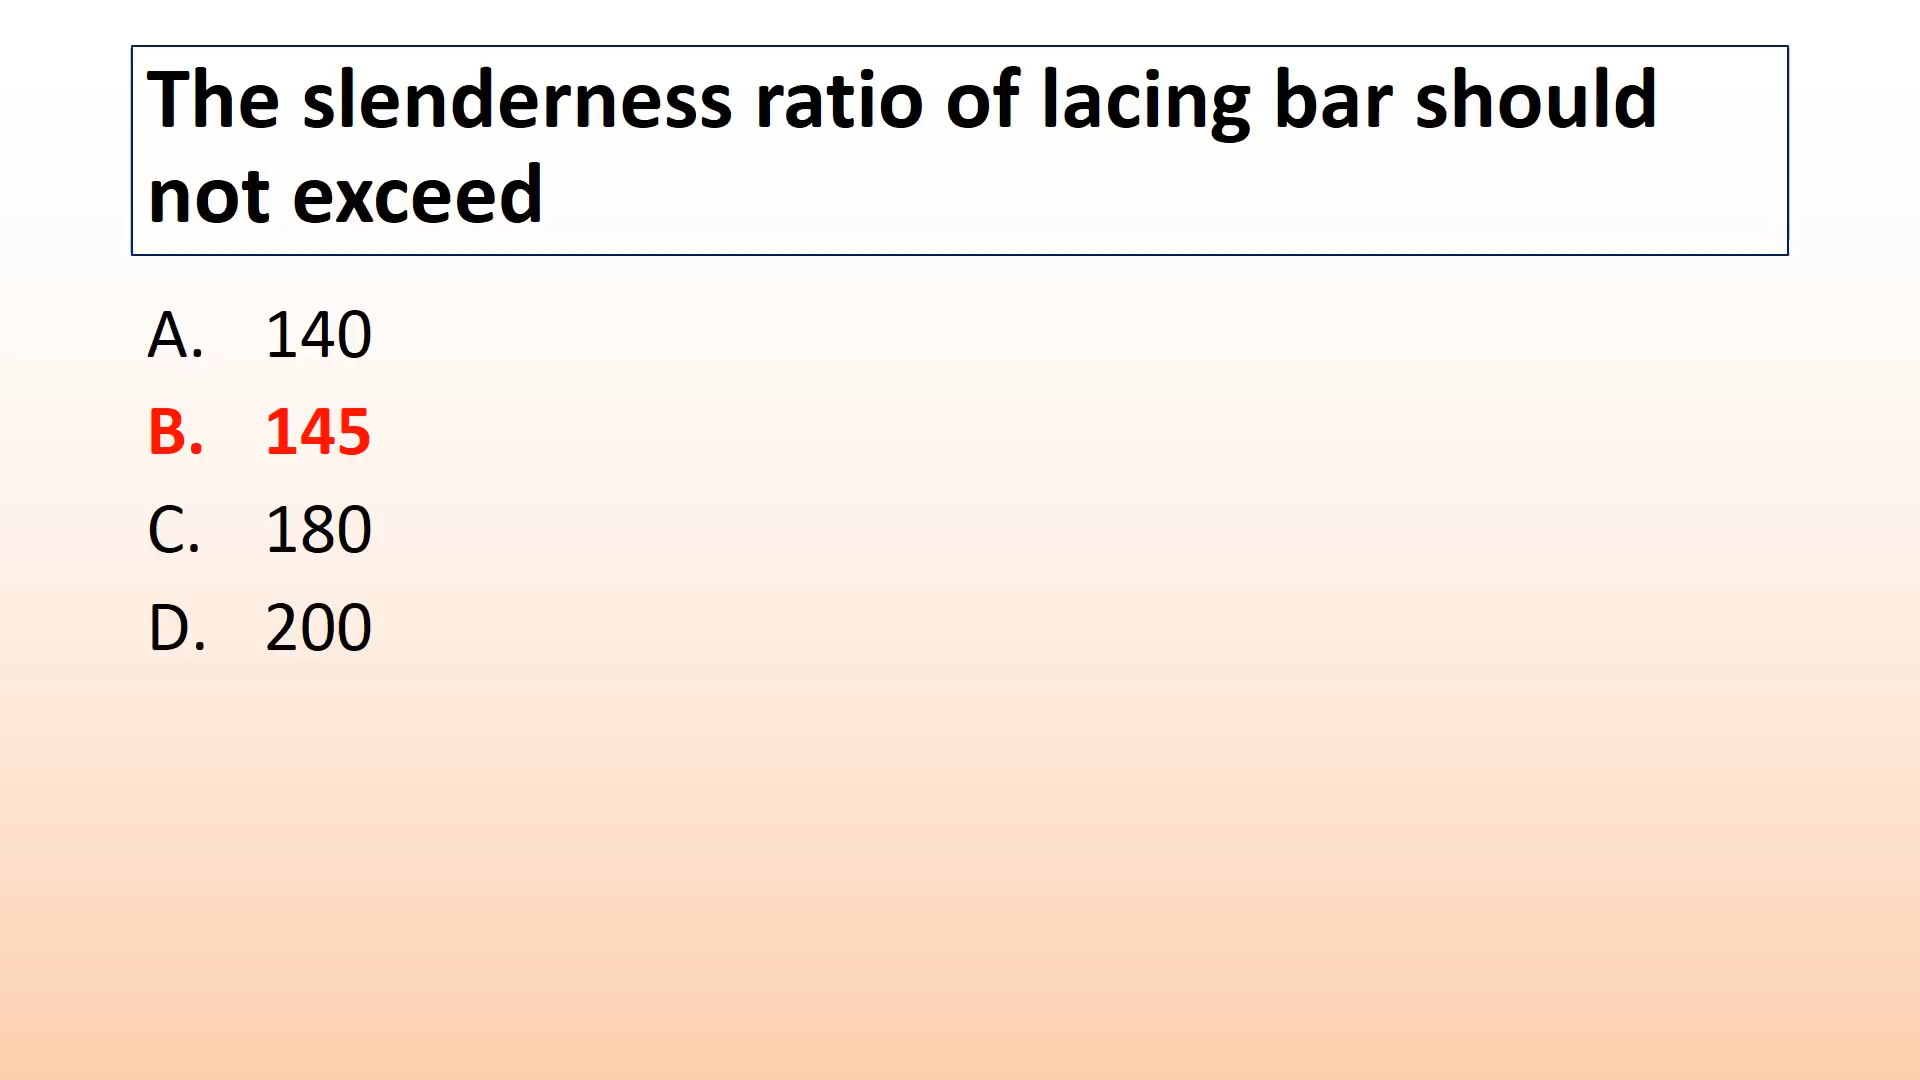 The slenderness ratio of lacing bar should
not exceed
A. 140
B. 145
C. 180
D. 200